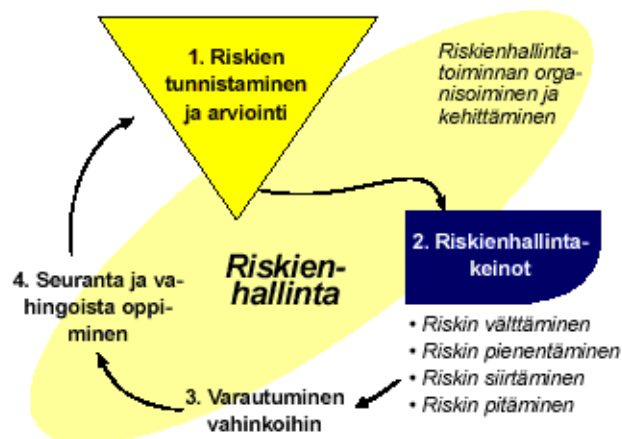 1. Riskien
tunnistaminen
ja arviointi
Riskienhallinta-
toiminnan orga-
nisoiminen ja
kehittäminen
2. Riskienhallinta-
keinot
• Riskin välttäminen
• Riskin pienentäminen
• Riskin siirtäminen
• Riskin pitäminen
3. Varautuminen
vahinkoihin
4. Seuranta ja va-
hingoista oppi-
minen
Riskien-
hallinta